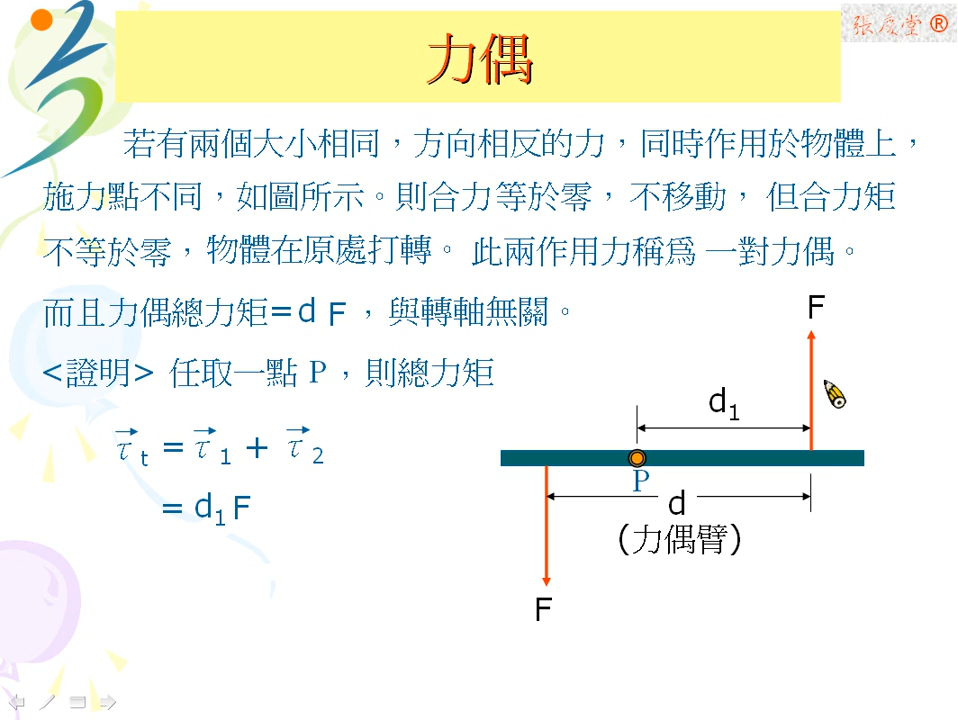 張慶堂®
力偶
若有兩個大小相同，方向相反的力，同時作用於物體上，
施力點不同，如圖所示。則合力等於零， 不移動， 但合力矩
不等於零，物體在原處打轉。 此兩作用力稱為 一對力偶。
而且力偶總力矩=d F ，與轉軸無關。
<證明> 任取一點 P，則總力矩
τt = τ1 + τ2
= d1 F
F
d1
P
d
(力偶臂)
F